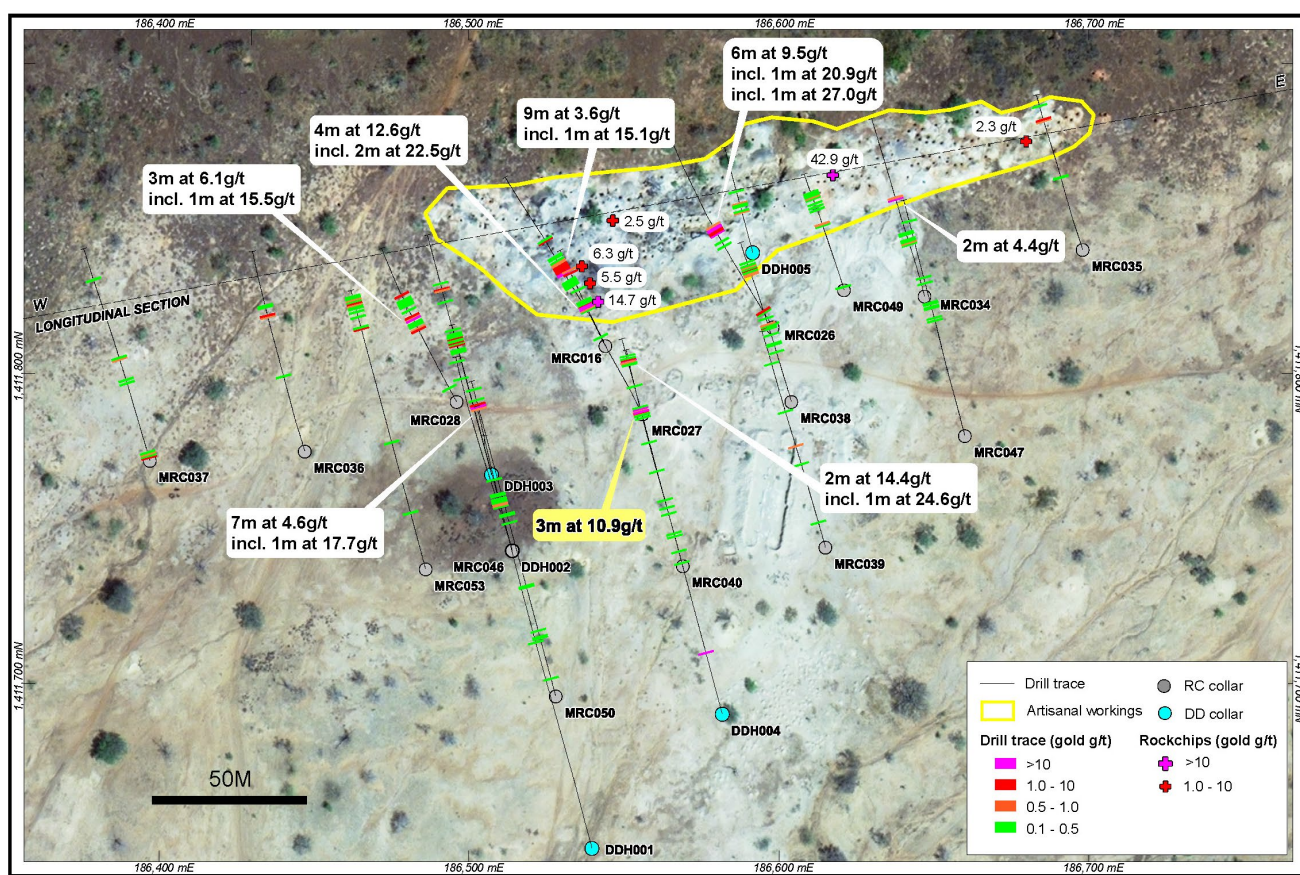 186,400 mE
186,500 mE
186,600 mE
186,700 mE
6m at 9.5g/t
incl. 1m at 20.9g/t
incl. 1m at 27.0g/t
E
9m at 3.6g/t
incl. 1m at 15.1g/t
4m at 12.6g/t
incl. 2m at 22.5g/t
2.3 g/t
42.9 g/t
3m at 6.1g/t
incl. 1m at 15.5g/t
2.5 g/t
2m at 4.4g/t
6.3 g/t
DDH005
MRC035
5.5 g/t
MRC049
14.7 g/t
MRC034
W
LONGITUDINAL SECTION
MRC026
MRC016
1,411,800 mN
1,411,800 mN
MRC028
MRC038
MRC027
MRC047
MRC036
MRC037
DDH003
2m at 14.4g/t
incl. 1m at 24.6g/t
7m at 4.6g/t
incl. 1m at 17.7g/t
3m at 10.9g/t
MRC046
DDH002
MRC039
MRC053
MRC040
1,411,700 mN
1,411,700 mN
MRC050
DDH004
50M
DDH001
Drill trace
RC collar
Artisanal workings
DD collar
Drill trace (gold g/t)
Rockchips (gold g/t)
>10
>10
1.0 - 10
1.0 - 10
0.5 - 1.0
0.1 - 0.5
186,400 mE
186,500 mE
186,600 mE
186,700 mE